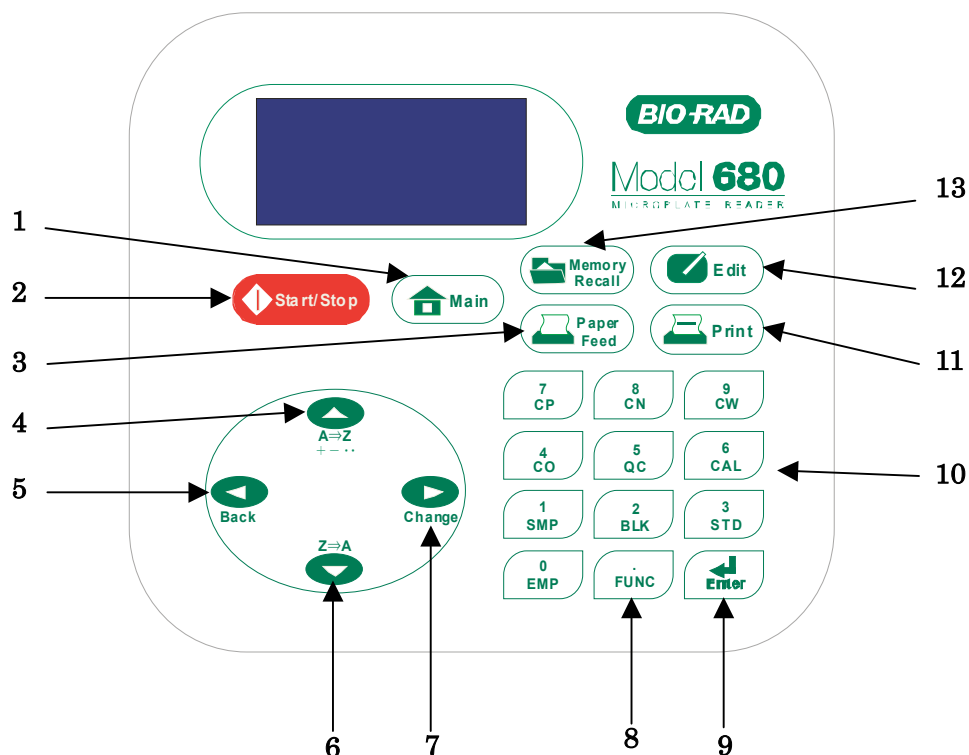 BIO-RAD
Model 680
MICROPLATE READER
13
1
Memory
Recall
Edit
12
2
Start/Stop
Main
3
Paper
Feed
Print
11
7
CP
8
CN
9
CW
4
A⇒Z
+ - ··
4
CO
5
QC
6
CAL
10
5
Back
Change
1
SMP
2
BLK
3
STD
Z⇒A
0
EMP
.
FUNC
Enter
6
7
8
9